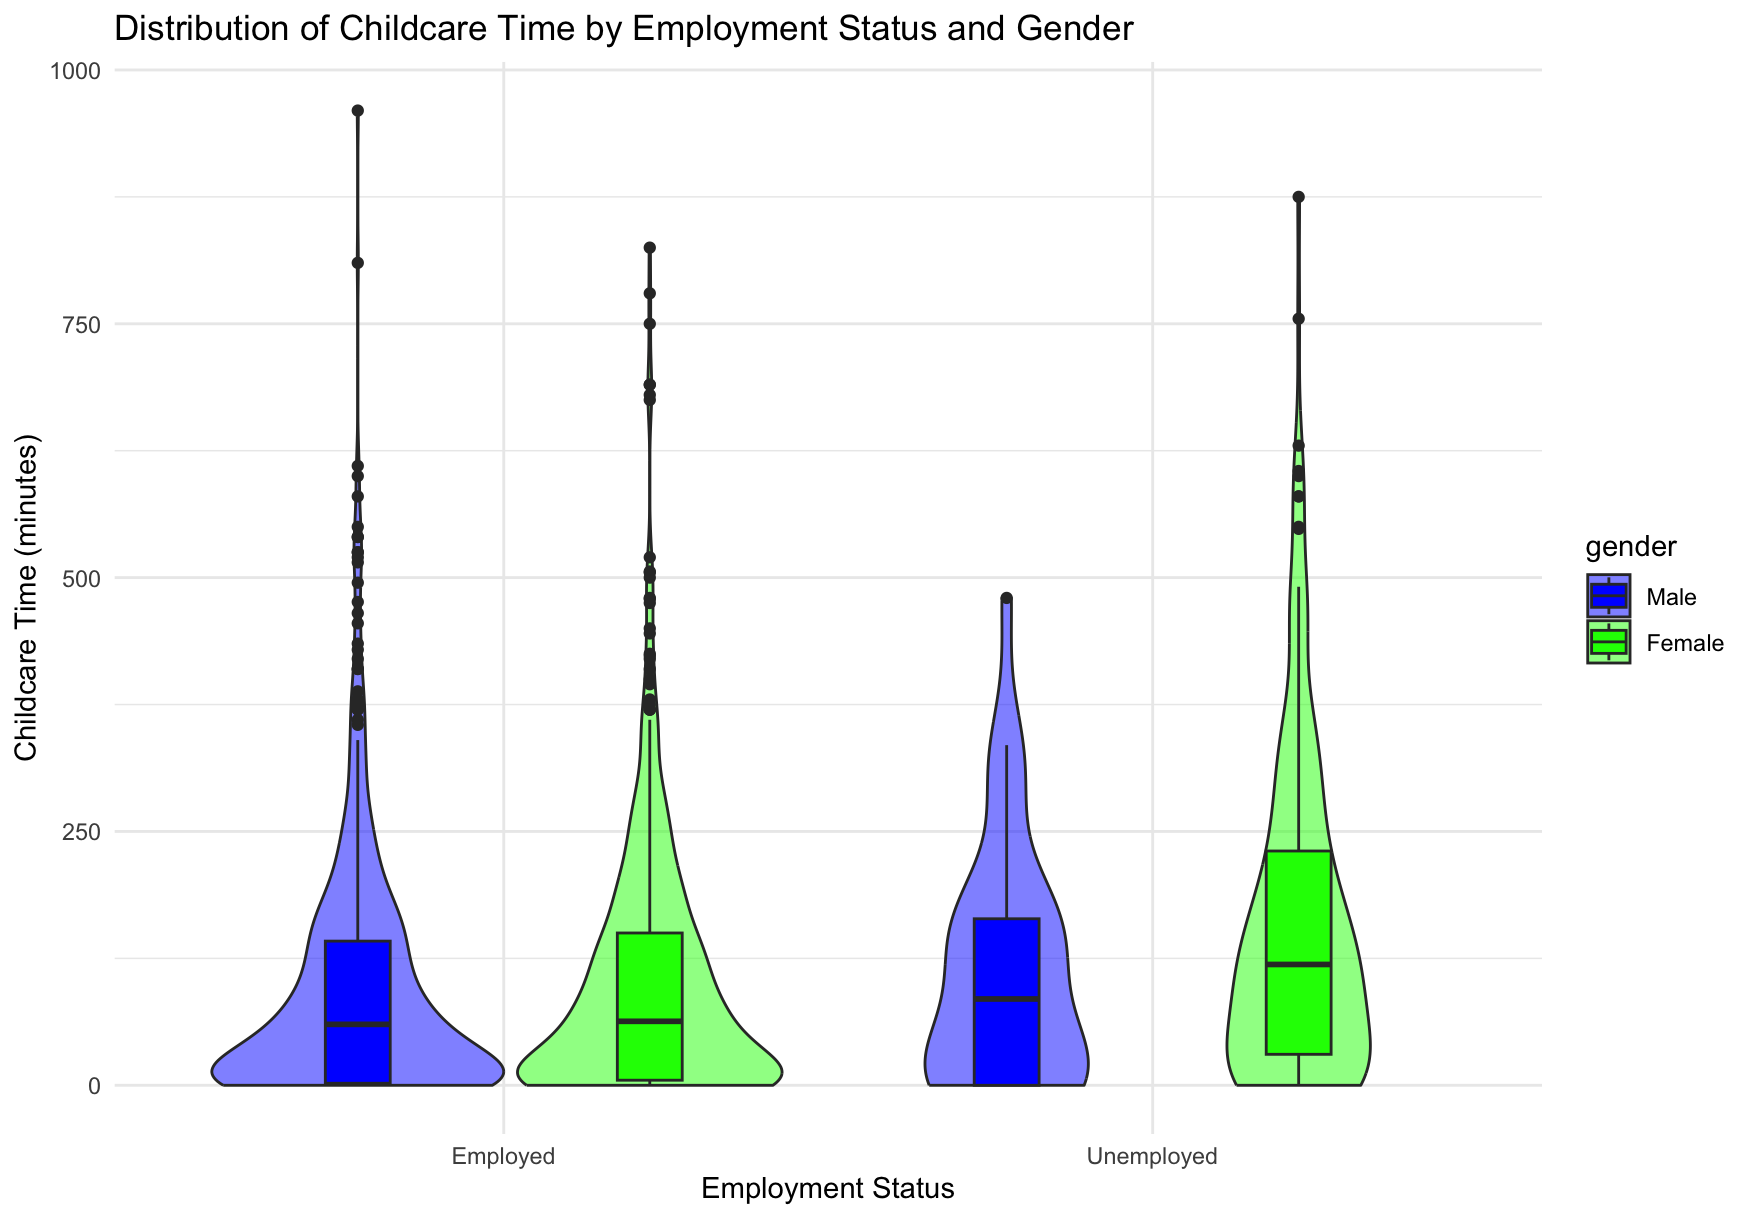 Distribution of Childcare Time by Employment Status and Gender
1000
750
500
250
0
Childcare Time (minutes)
Employed
Unemployed
Employment Status
gender
Male
Female